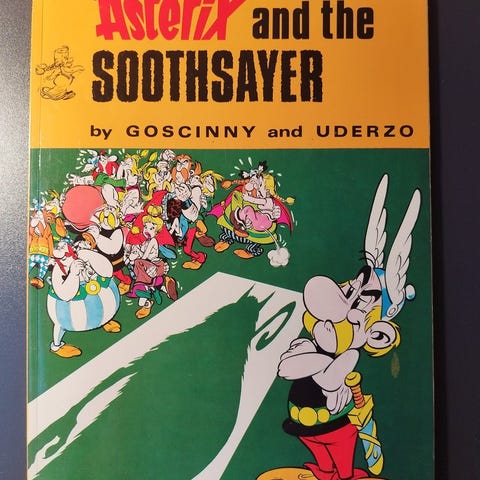 Asterix and the
SOOTHSAYER
by GOSCINNY and UDERZO